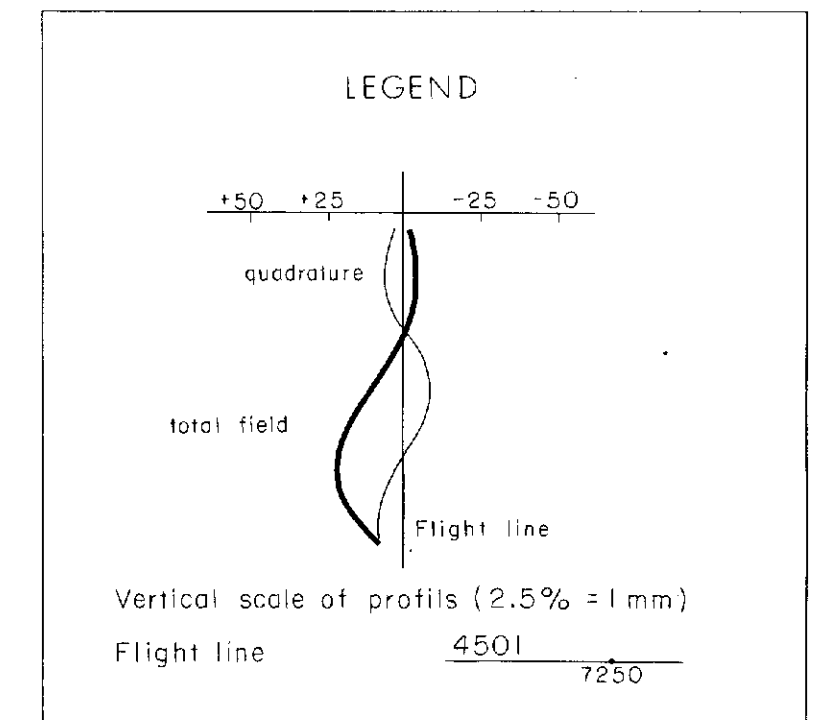 LEGEND
+50 +25 -25 -50
quadrature
total field
Flight line
Vertical scale of profils (2.5% = 1 mm)
Flight line 4501
7250